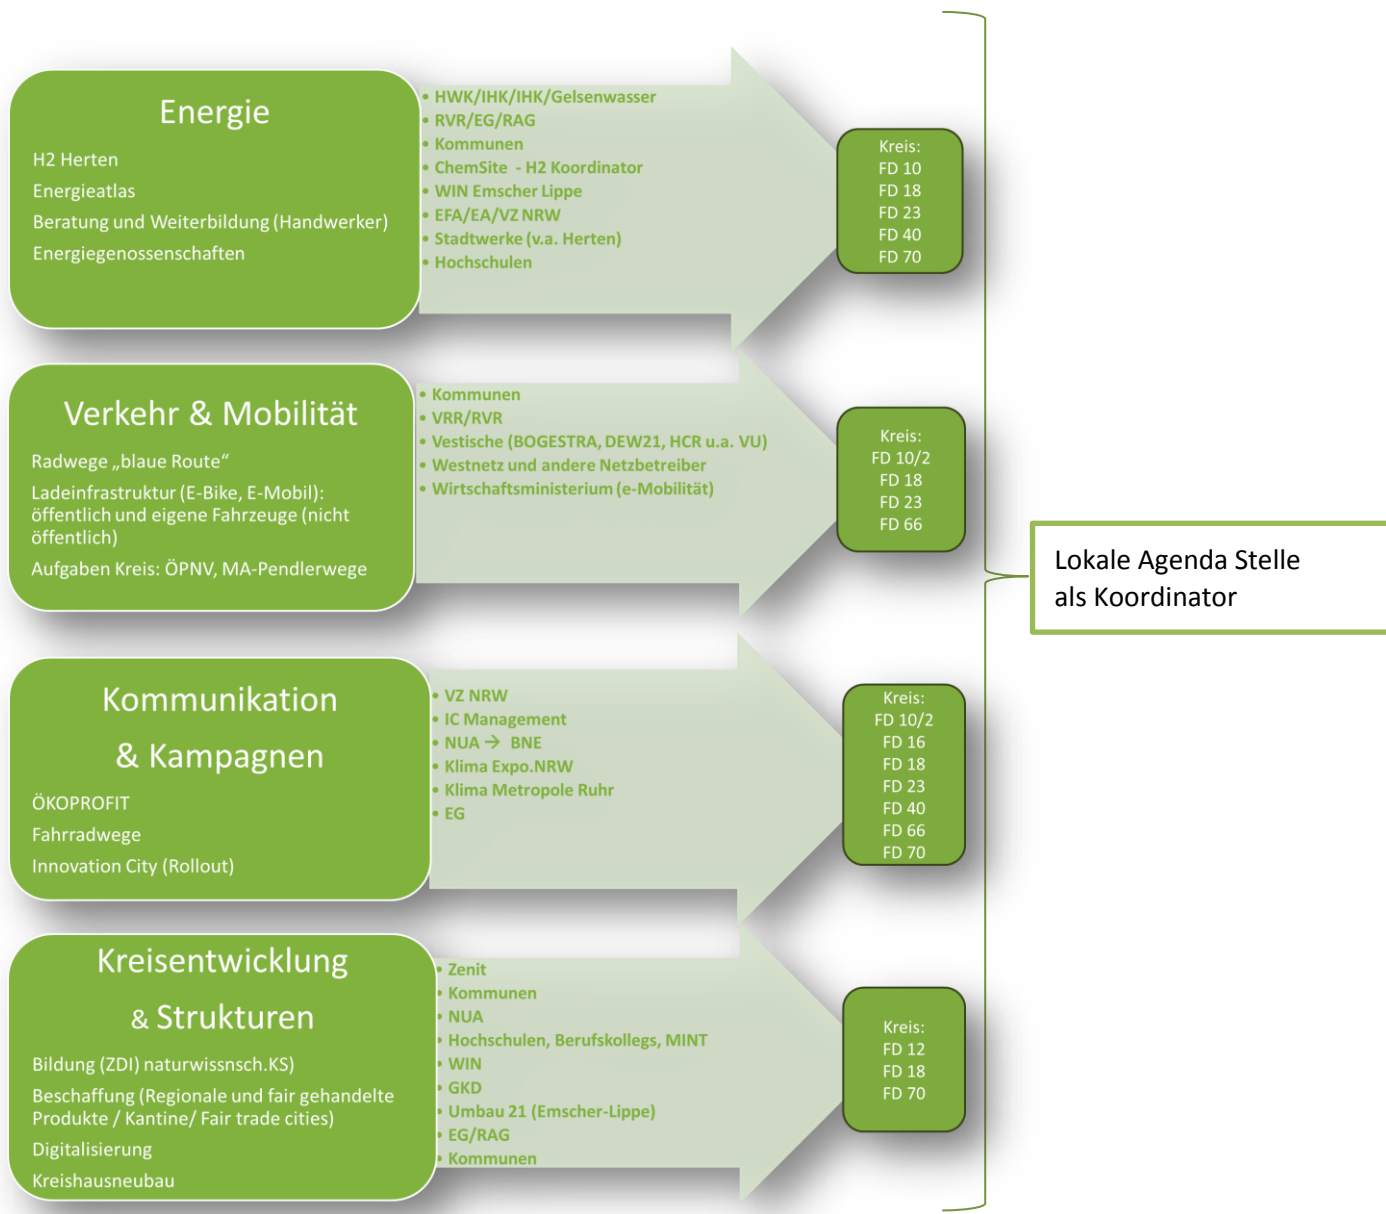 Energie
H2 Herten
Energieatlas
Beratung und Weiterbildung (Handwerker)
Energiegenossenschaften
• HWK/IHK/IHK/Gelsenwasser
• RVR/EG/RAG
• Kommunen
• ChemSite - H2 Koordinator
• WIN Emscher Lippe
• EFA/EA/VZ NRW
• Stadtwerke (v.a. Herten)
• Hochschulen
Kreis:
FD 10
FD 18
FD 23
FD 40
FD 70
Verkehr & Mobilität
Radwege „blaue Route“
Ladeinfrastruktur (E-Bike, E-Mobil):
öffentlich und eigene Fahrzeuge (nicht
öffentlich)
Aufgaben Kreis: ÖPNV, MA-Pendlerwege
• Kommunen
• VRR/RVR
• Vestische (BOGESTRA, DEW21, HCR u.a. VU)
• Westnetz und andere Netzbetreiber
• Wirtschaftsministerium (e-Mobilität)
Kreis:
FD 10/2
FD 18
FD 23
FD 66
Kommunikation
& Kampagnen
ÖKOPROFIT
Fahrradwege
Innovation City (Rollout)
• VZ NRW
• IC Management
• NUA → BNE
• Klima Expo.NRW
• Klima Metropole Ruhr
• EG
Kreis:
FD 10/2
FD 16
FD 18
FD 23
FD 40
FD 66
FD 70
Kreisentwicklung
& Strukturen
Bildung (ZDI) naturwissnsch.KS)
Beschaffung (Regionale und fair gehandelte
Produkte / Kantine/ Fair trade cities)
Digitalisierung
Kreishausneubau
• Zenit
• Kommunen
• NUA
• Hochschulen, Berufskollegs, MINT
• WIN
• GKD
• Umbau 21 (Emscher-Lippe)
• EG/RAG
• Kommunen
Kreis:
FD 12
FD 18
FD 70
Lokale Agenda Stelle
als Koordinator